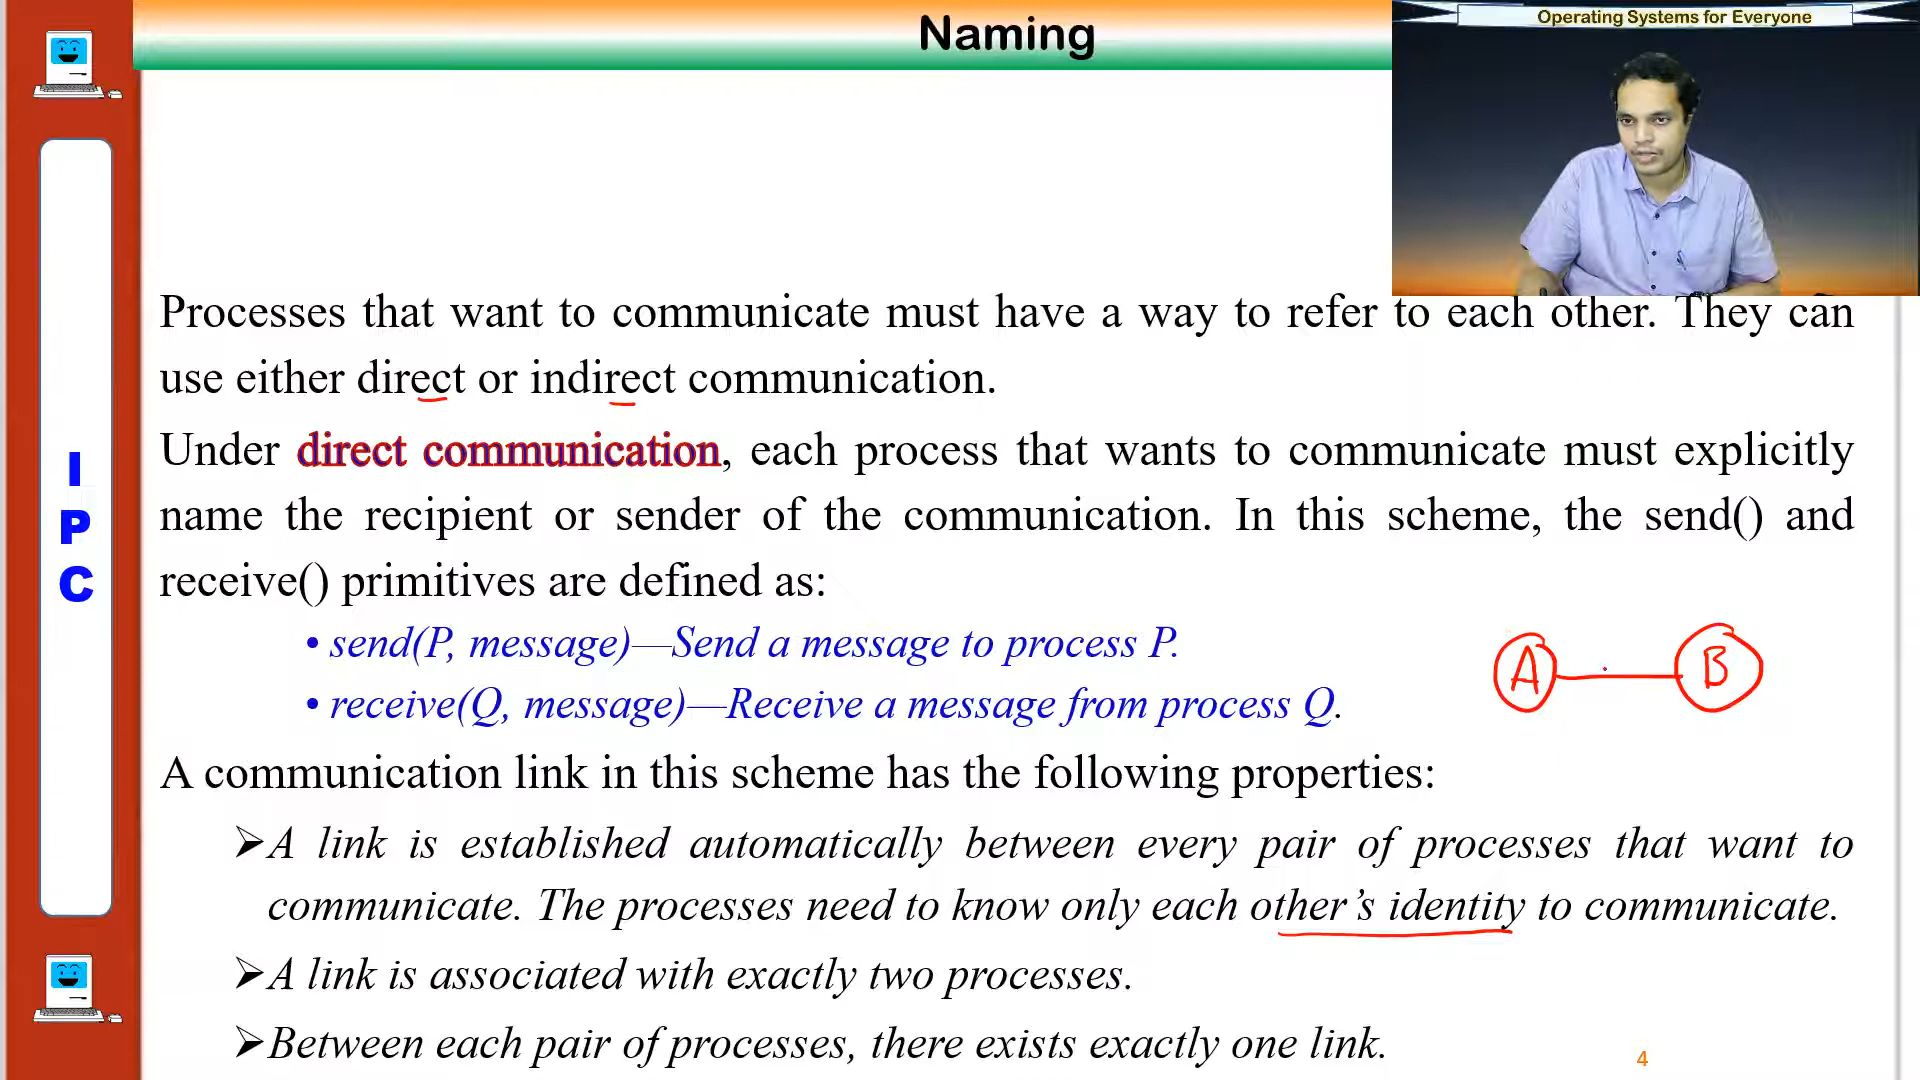 Naming
Operating Systems for Everyone
Processes that want to communicate must have a way to refer to each other. They can
use either direct or indirect communication.
Under direct communication, each process that wants to communicate must explicitly
name the recipient or sender of the communication. In this scheme, the send() and
receive() primitives are defined as:
• send(P, message)—Send a message to process P.
• receive(Q, message)—Receive a message from process Q.
A B
A communication link in this scheme has the following properties:
➢A link is established automatically between every pair of processes that want to
communicate. The processes need to know only each other’s identity to communicate.
➢A link is associated with exactly two processes.
➢Between each pair of processes, there exists exactly one link.
I
P
C
4